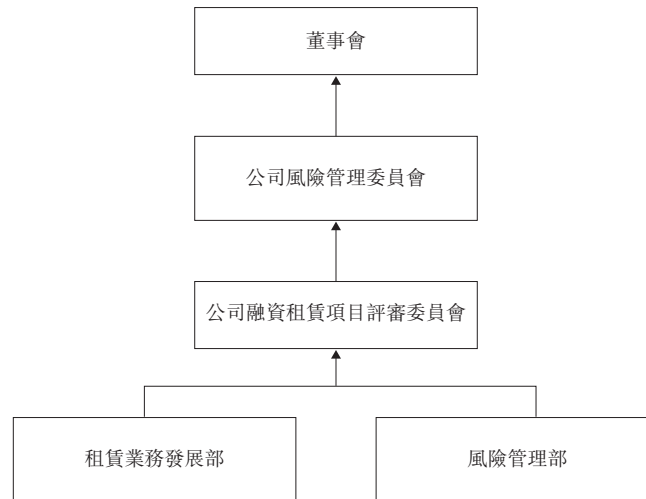 董事會
公司風險管理委員會
公司融資租賃項目評審委員會
租賃業務發展部
風險管理部